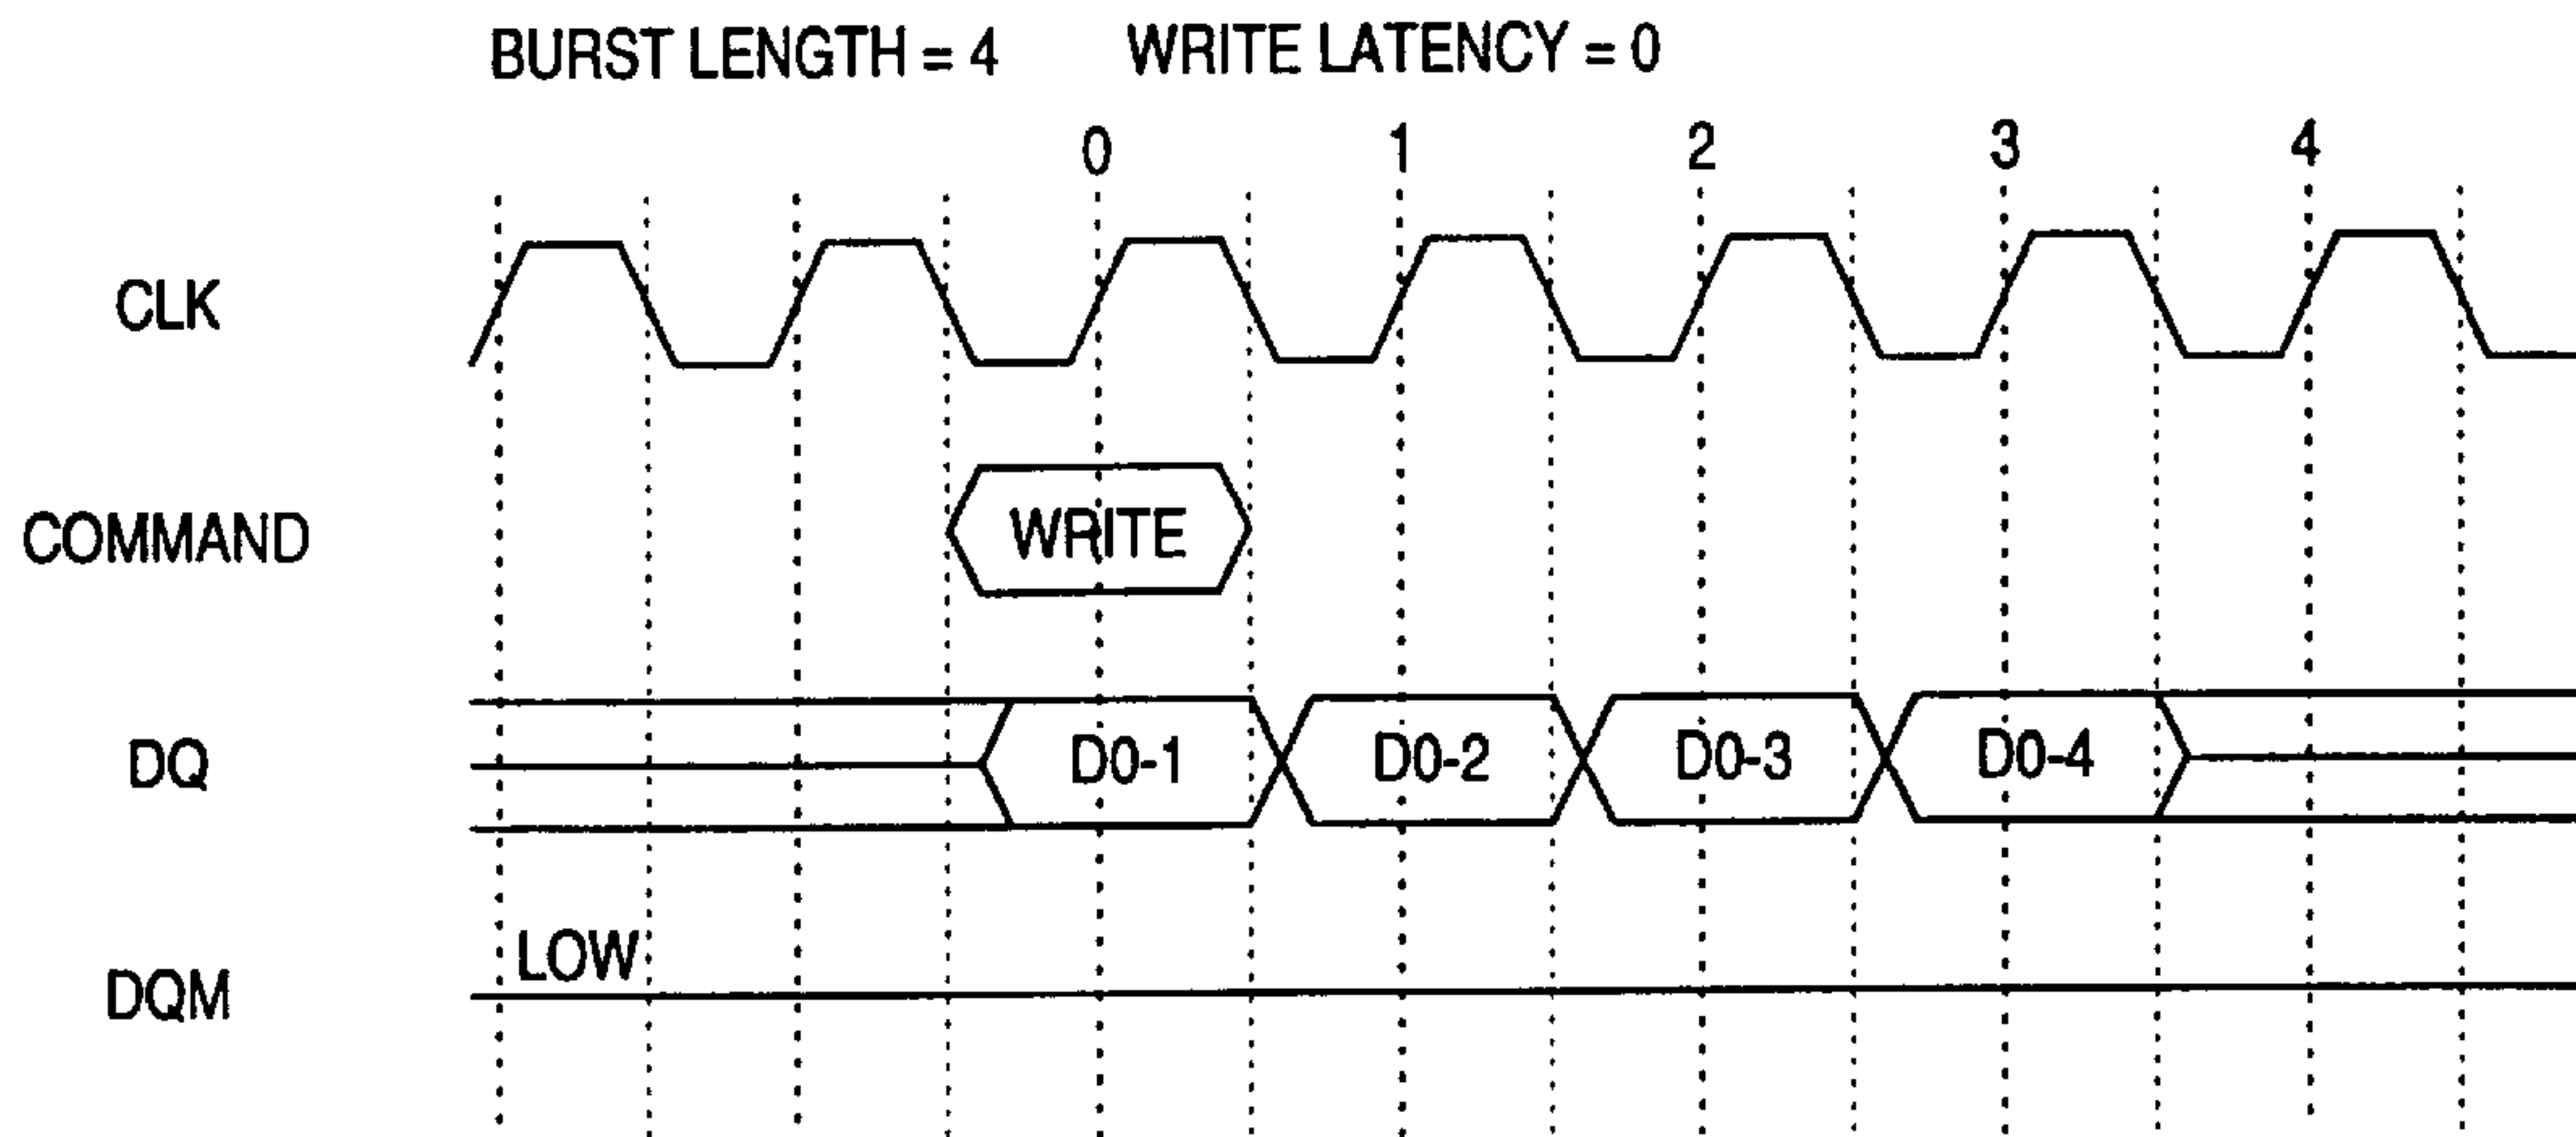 BURST LENGTH = 4 WRITE LATENCY = 0
0 1 2 3 4
CLK
COMMAND WRITE
DQ D0-1 D0-2 D0-3 D0-4
LOW
DQM